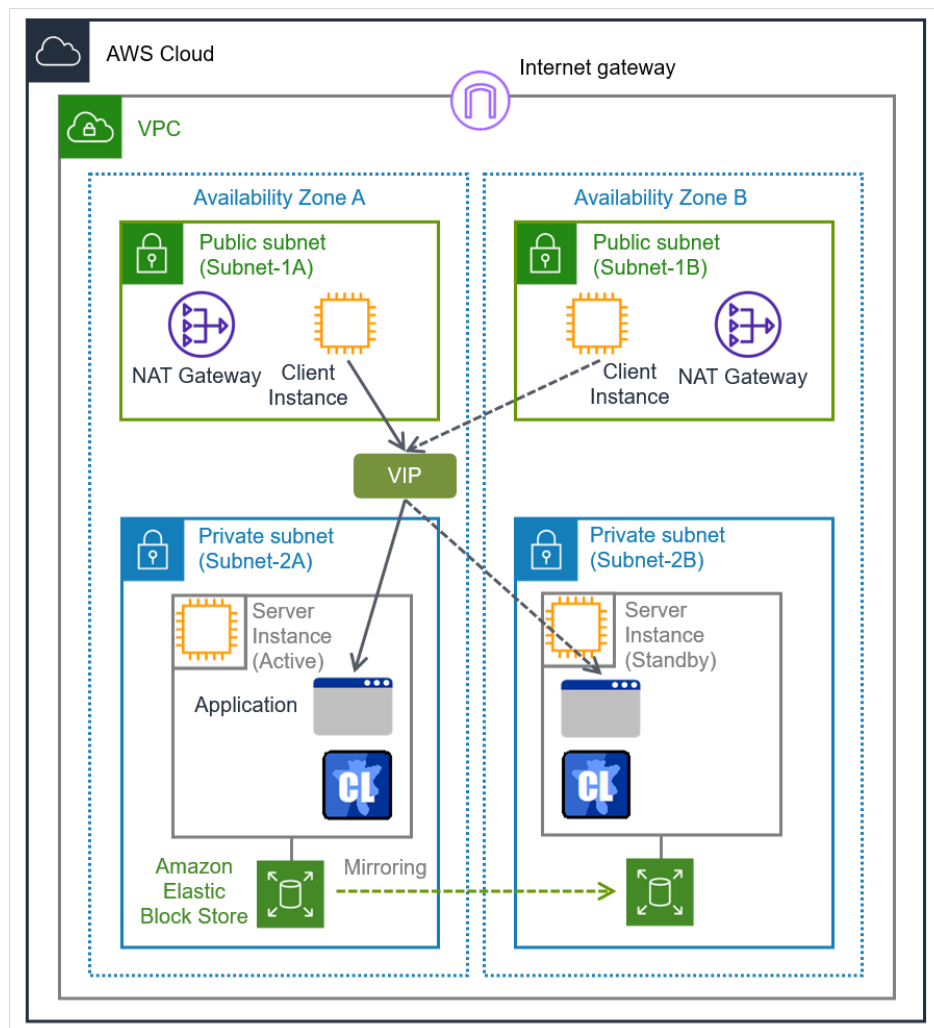 AWS Cloud
Internet gateway
VPC
Availability Zone A
Availability Zone B
Public subnet
(Subnet-1A)
NAT Gateway
Client
Instance
Public subnet
(Subnet-1B)
Client
Instance
NAT Gateway
VIP
Private subnet
(Subnet-2A)
Server
Instance
(Active)
Application
CL
Private subnet
(Subnet-2B)
Server
Instance
(Standby)
CL
Amazon
Elastic
Block Store
Mirroring